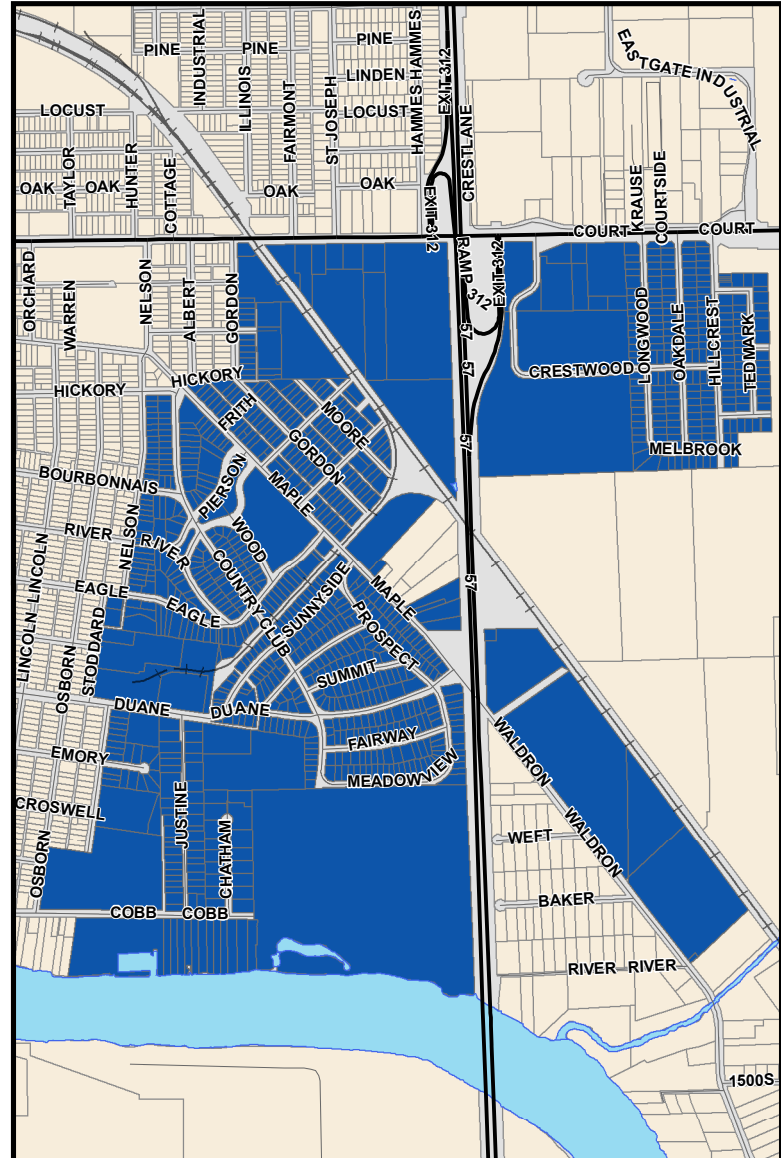 PINE
INDUSTRIAL
PINE
PINE
HAMMES
HAMMES
EXIT 312
EASTGATE INDUSTRIAL
LINDEN
ILLINOIS
FAIRMONT
ST JOSEPH
LOCUST
LOCUST
CRESTLANE
TAYLOR
HUNTER
COTTAGE
OAK
OAK
OAK
OAK
EXIT 312
KRAUSE
COURTSIDE
COURT
COURT
RAMP 312
EXIT 312
ORCHARD
WARREN
NELSON
ALBERT
GORDON
57
57
LONGWOOD
OAKDALE
HILLCREST
TEDMARK
CRESTWOOD
HICKORY
HICKORY
FRITH
MOORE
GORDON
57
MELBROOK
BOURBONNAIS
PIERSON
MAPLE
RIVER
RIVER
NELSON
WOOD
LINCOLN
LINCOLN
EAGLE
EAGLE
COUNTRY CLUB
SUNNYSIDE
MAPLE
57
STODDARD
OSBORN
PROSPECT
SUMMIT
DUANE
DUANE
FAIRWAY
WALDRON
EMORY
MEADOWVIEW
CROSWELL
JUSTINE
CHATHAM
WEFT
WALDRON
OSBORN
BAKER
COBB
COBB
RIVER
RIVER
1500S